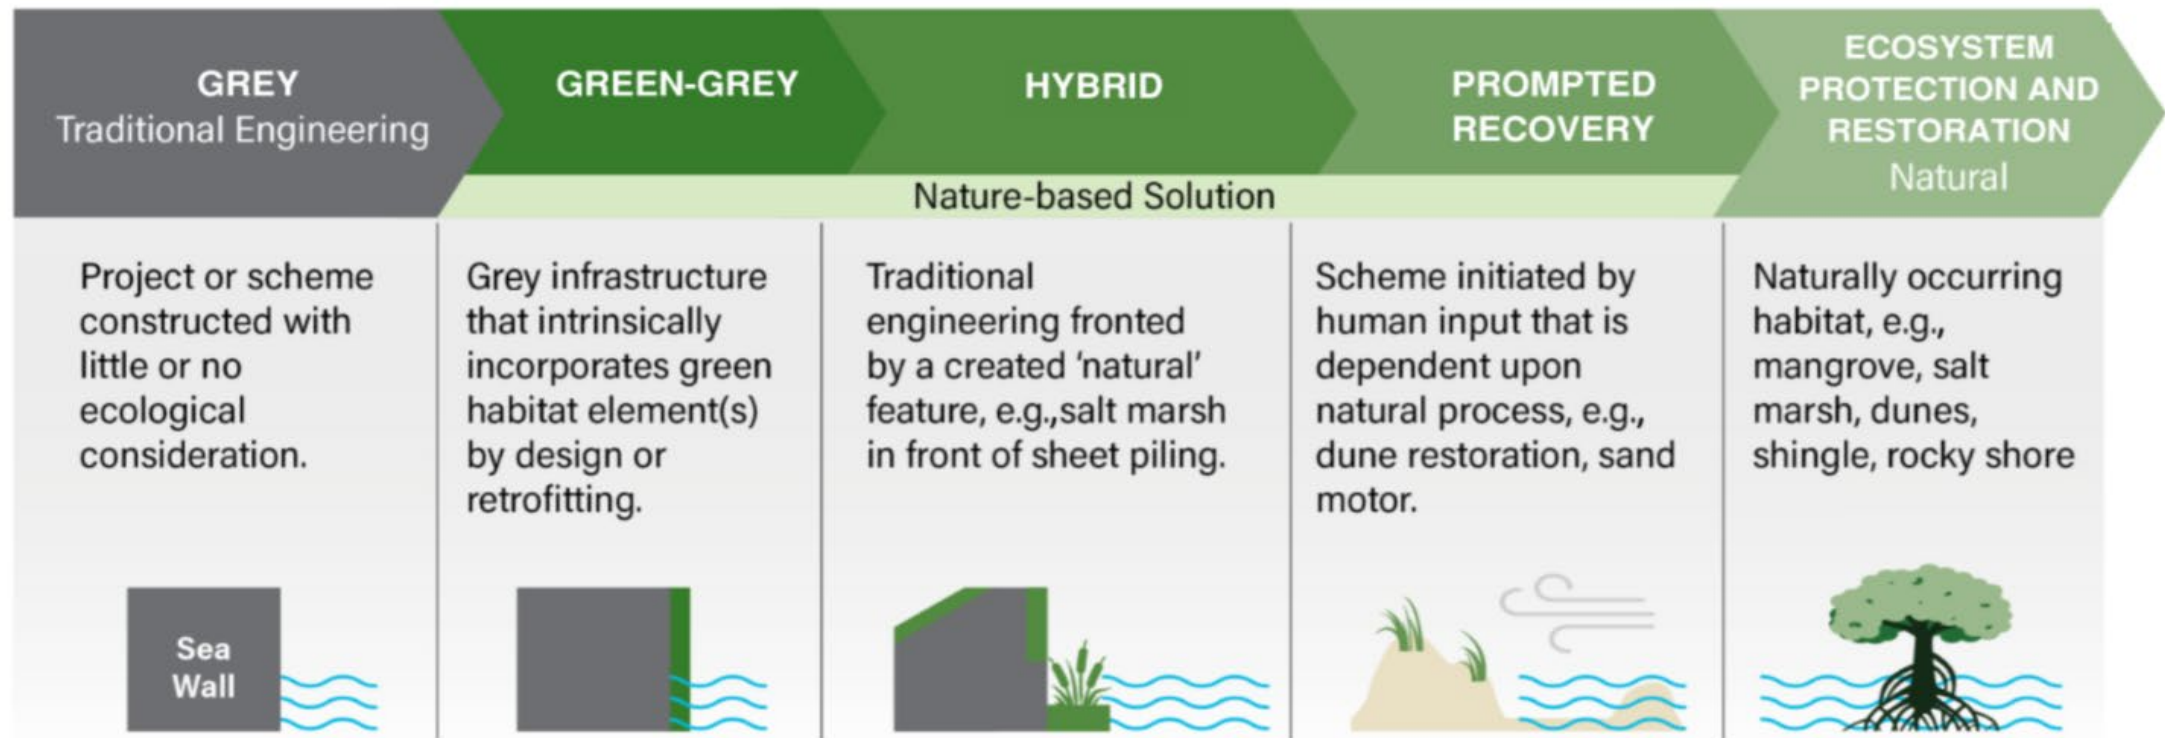 GREY
Traditional Engineering
GREEN-GREY
HYBRID
PROMPTED
RECOVERY
ECOSYSTEM
PROTECTION AND
RESTORATION
Natural
Nature-based Solution
Project or scheme
constructed with
little or no
ecological
consideration.
Grey infrastructure
that intrinsically
incorporates green
habitat element(s)
by design or
retrofitting.
Traditional
engineering fronted
by a created ‘natural’
feature, e.g.,salt marsh
in front of sheet piling.
Scheme initiated by
human input that is
dependent upon
natural process, e.g.,
dune restoration, sand
motor.
Naturally occurring
habitat, e.g.,
mangrove, salt
marsh, dunes,
shingle, rocky shore
Sea
Wall